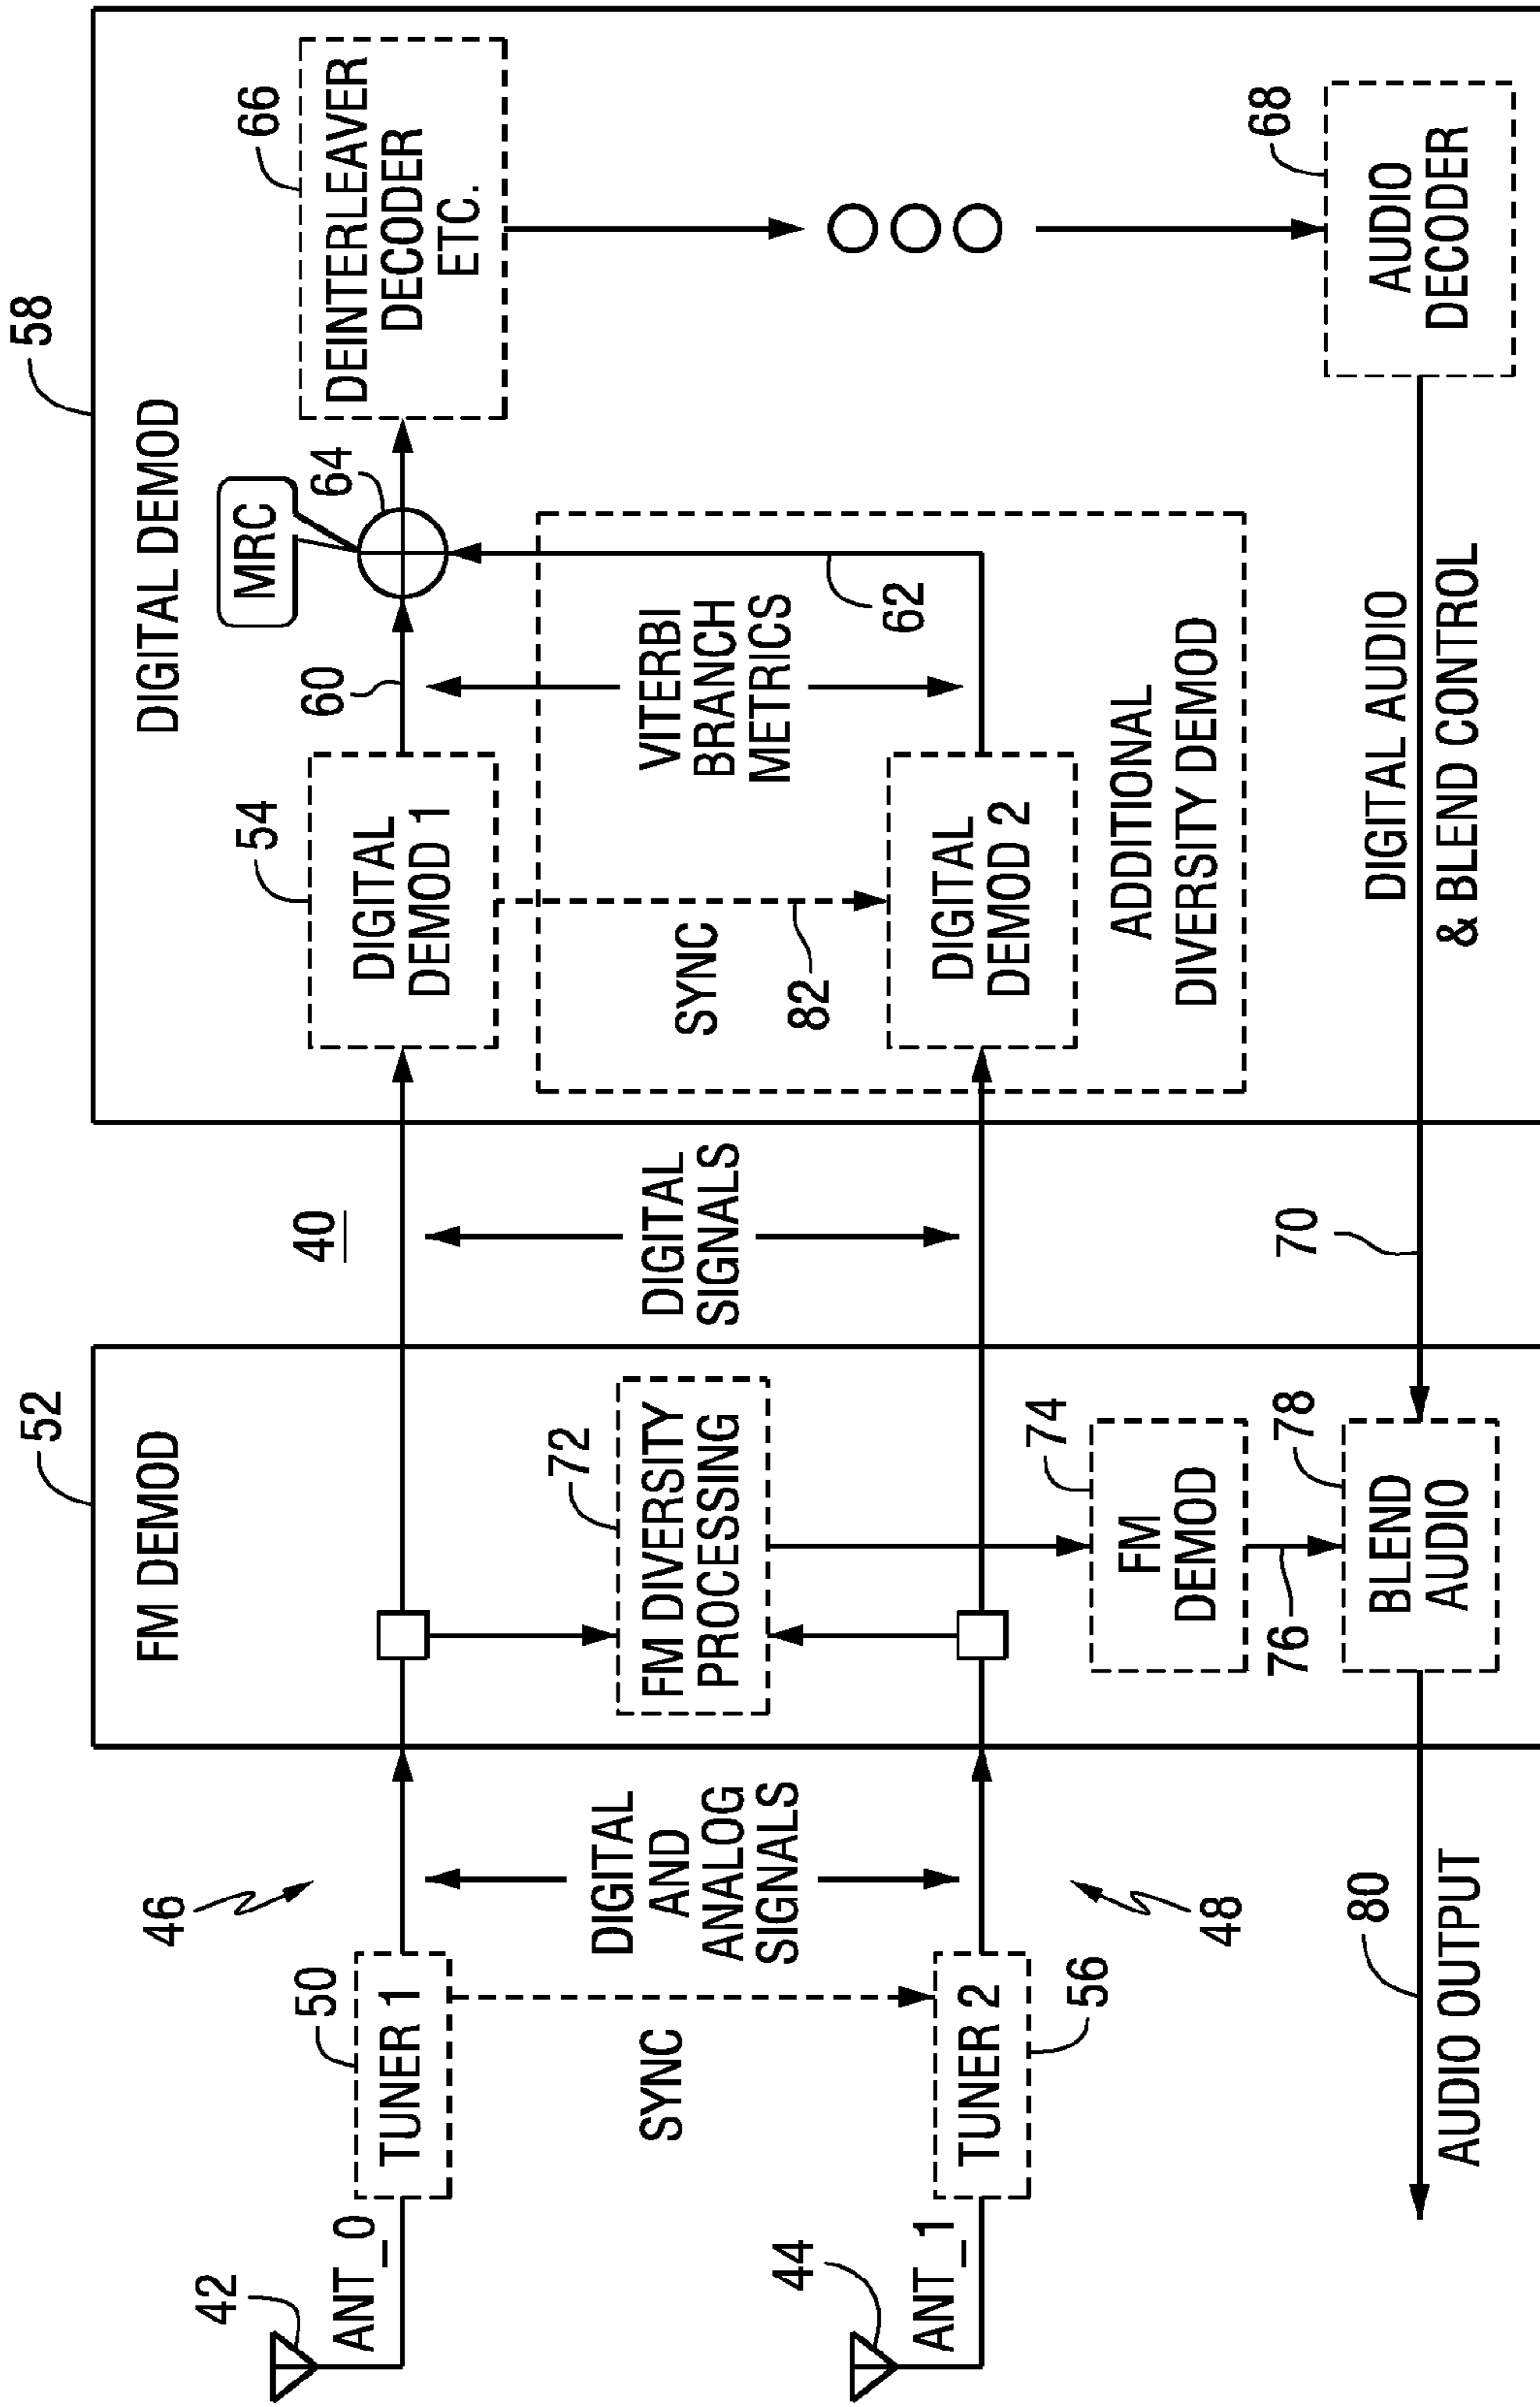 58
52
DIGITAL DEMOD
FM DEMOD
MRC
64
66
DEINTERLEAVER
DECODER
ETC.
60
54
DIGITAL
DEMOD 1
40
46
50
TUNER 1
42
ANT_0
VITERBI
BRANCH
METRICS
62
SYNC
82
DIGITAL
SIGNALS
72
FM DIVERSITY
PROCESSING
DIGITAL
AND
ANALOG
SIGNALS
SYNC
DIGITAL
DEMOD 2
ADDITIONAL
DIVERSITY DEMOD
TUNER 2
56
48
44
ANT_1
74
FM
DEMOD
76
78
BLEND
AUDIO
70
68
AUDIO
DECODER
DIGITAL AUDIO
& BLEND CONTROL
80
AUDIO OUTPUT